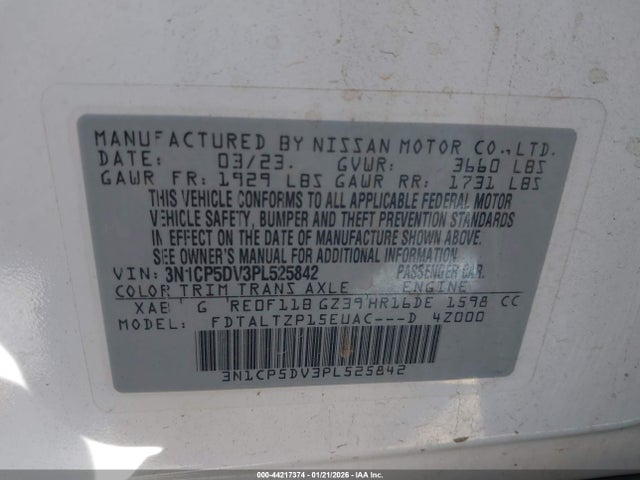 MANUFACTURED BY NISSAN MOTOR CO.,LTD.
DATE: 03/23. GVWR: 3660 LBS
GAWR FR: 1929 LBS GAWR RR: 1731 LBS
THIS VEHICLE CONFORMS TO ALL APPLICABLE FEDERAL MOTOR
VEHICLE SAFETY, BUMPER AND THEFT PREVENTION STANDARDS
IN EFFECT ON THE DATE OF MANUFACTURE SHOWN ABOVE.
SEE OWNER'S MANUAL FOR ADDITIONAL INFORMATION.
VIN: 3N1CP5DV3PL525842 PASSENGER CAR.
COLOR TRIM TRANS AXLE ENGINE
XAB G RE0F11B GZ39 HR16DE 1598 CC
MODEL: FDTALTZP15EUAC---D 4Z000
3N1CP5DV3PL525842
000-44217374 - 01/21/2026 - IAA Inc.